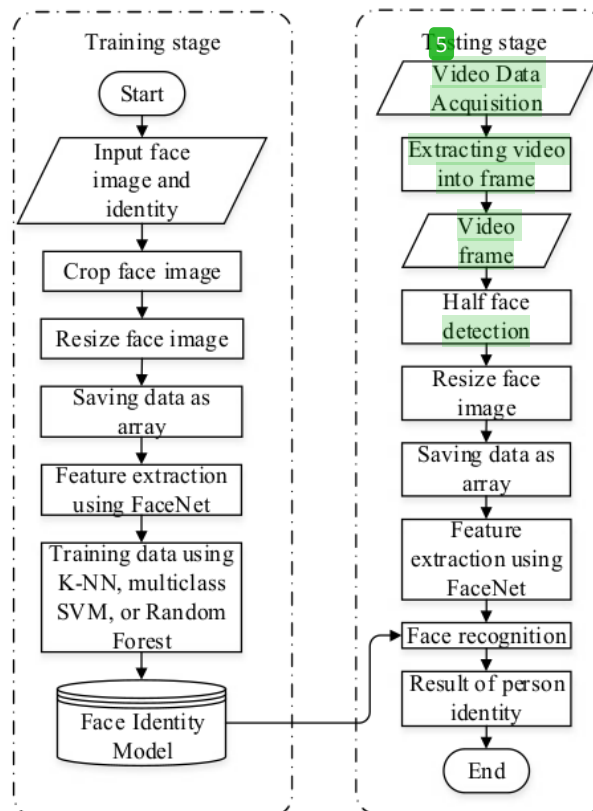 Training stage
Start
Input face
image and
identity
Crop face image
Resize face image
Saving data as
array
Feature extraction
using FaceNet
Training data using
K-NN, multiclass
SVM, or Random
Forest
Face Identity
Model
Testing stage
5
Video Data
Acquisition
Extracting video
into frame
Video
frame
Half face
detection
Resize face
image
Saving data as
array
Feature
extraction using
FaceNet
Face recognition
Result of person
identity
End